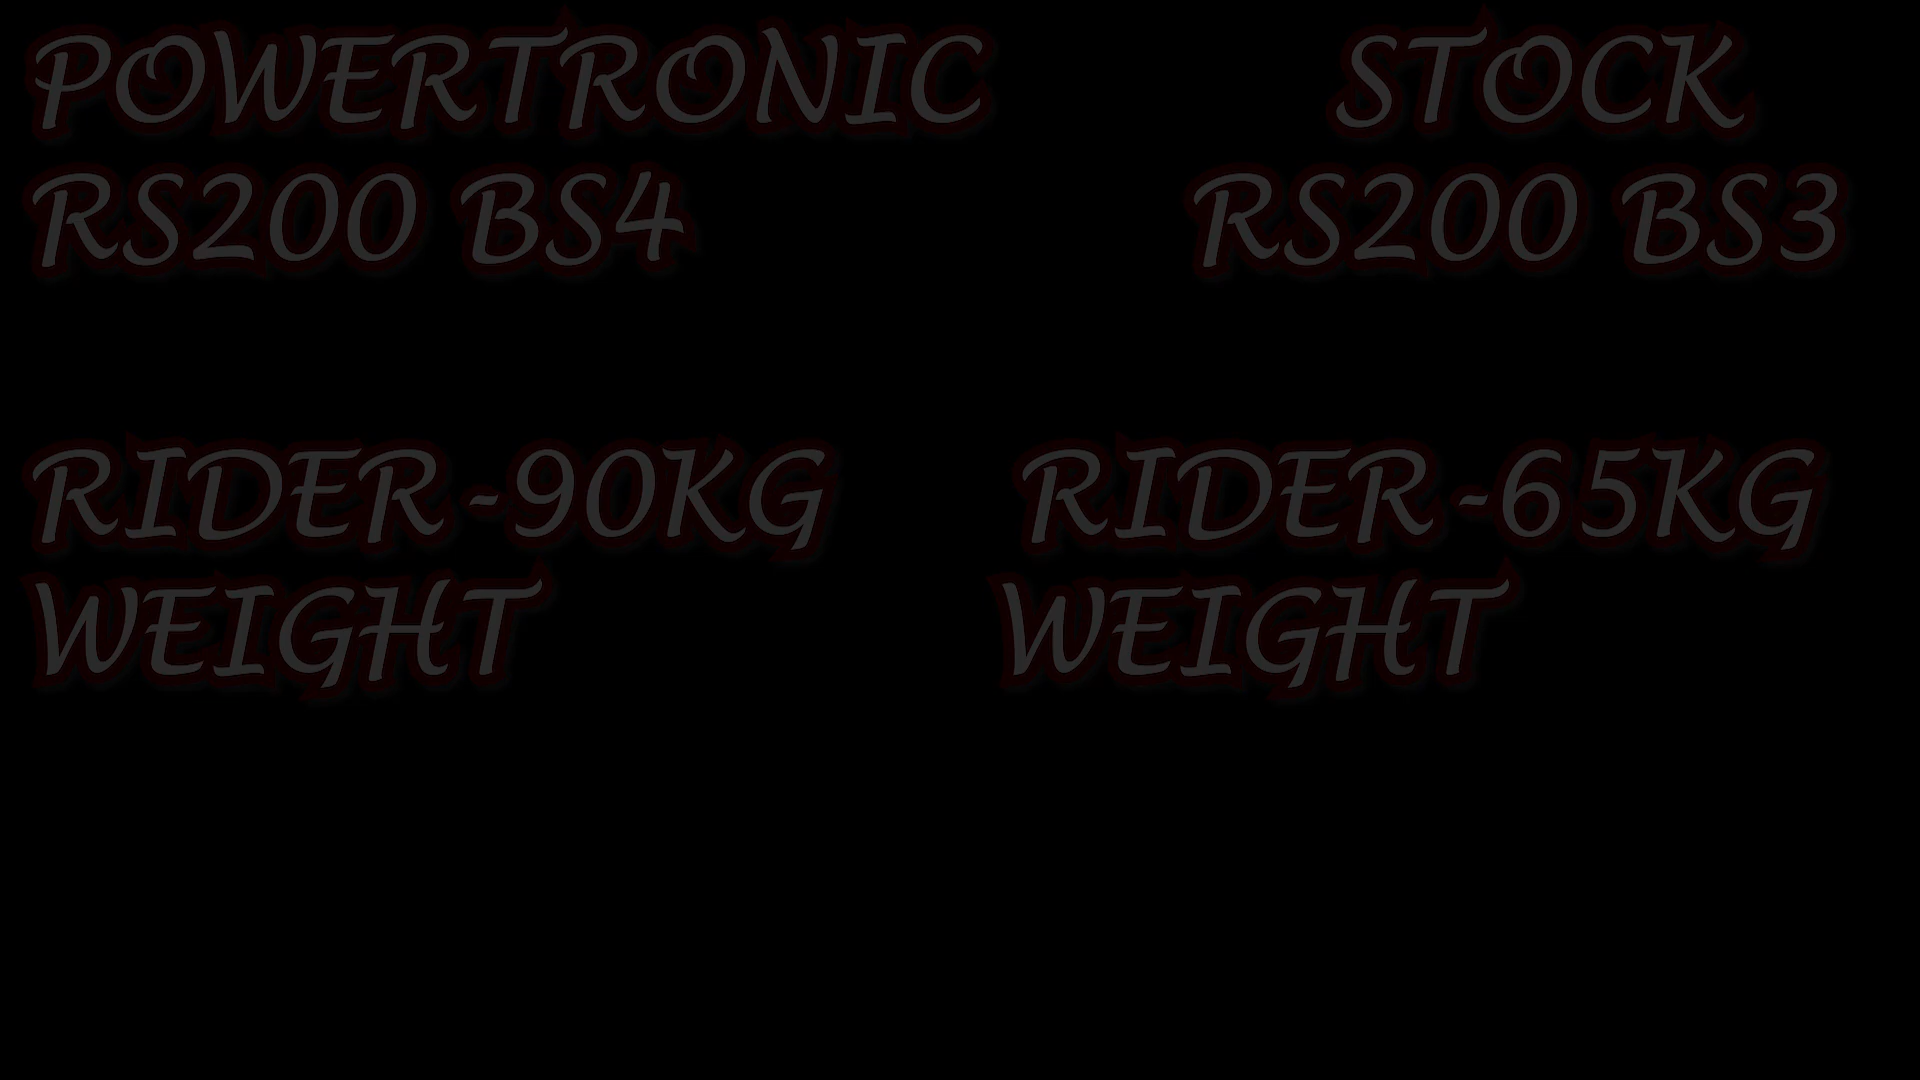 POWERTRONIC STOCK
RS200 BS4 RS200 BS3
RIDER-90KG RIDER-65KG
WEIGHT WEIGHT